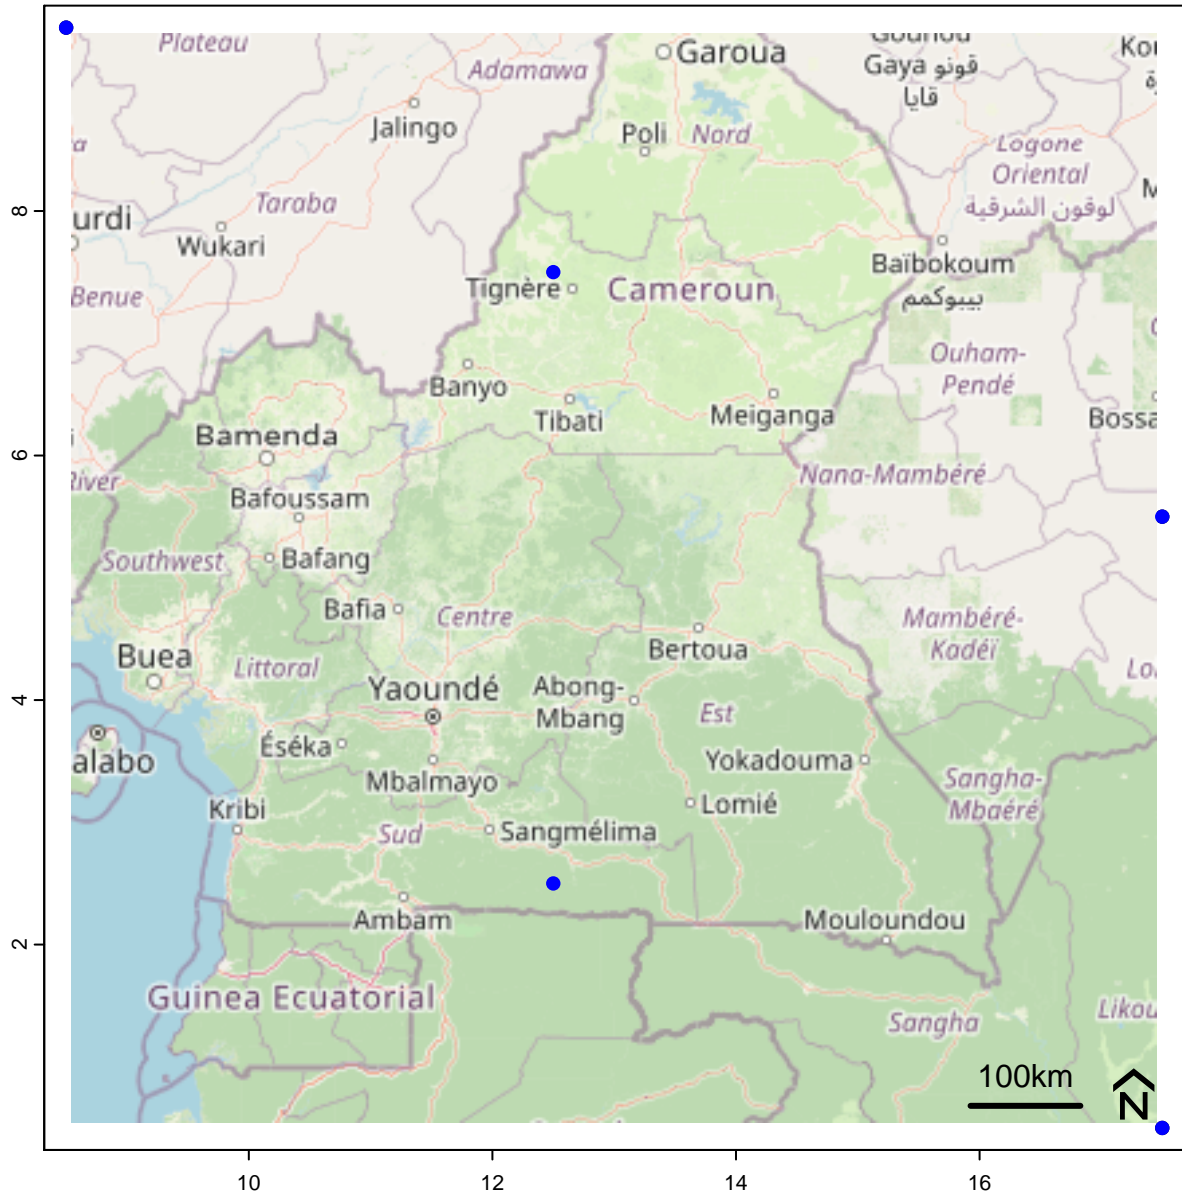 Plateau
Adamawa
Garoua
Gaya قونو
قايا
Jalingo
Poli
Nord
Logone
Oriental
لوقون الشرقية
Taraba
8
urdi
Wukari
Baïbokoum
بيبوكمم
Tignère
Cameroun
Benue
Ouham-
Pendé
Banyo
Tibati
Meiganga
Bossa
Bamenda
6
River
Nana-Mambéré
Bafoussam
Southwest
Bafang
Bafia
Centre
Mambéré-
Kadéï
Bertoua
Buea
Littoral
Yaoundé
Abong-
Mbang
Est
4
Éséka
alabo
Mbalmayo
Yokadouma
Sangha-
Mbaéré
Kribi
Lomié
Sud
Sangmélima
Ambam
Mouloundou
2
Guinea Ecuatorial
Sangha
Likou
100km
N
10 12 14 16